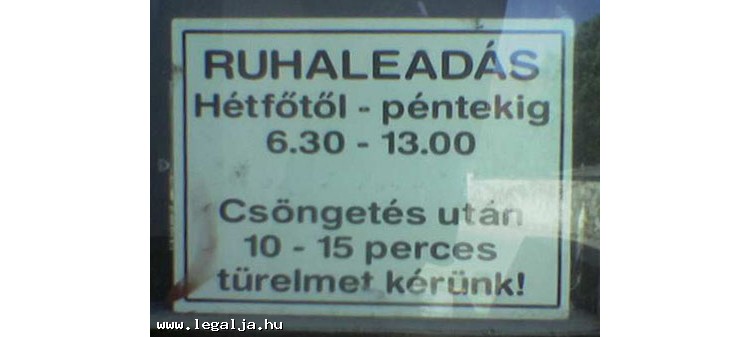 RUHALEADÁS
Hétfőtől - péntekig
6.30 - 13.00
Csöngetés után
10 - 15 perces
türelmet kérünk!
www.legalja.hu